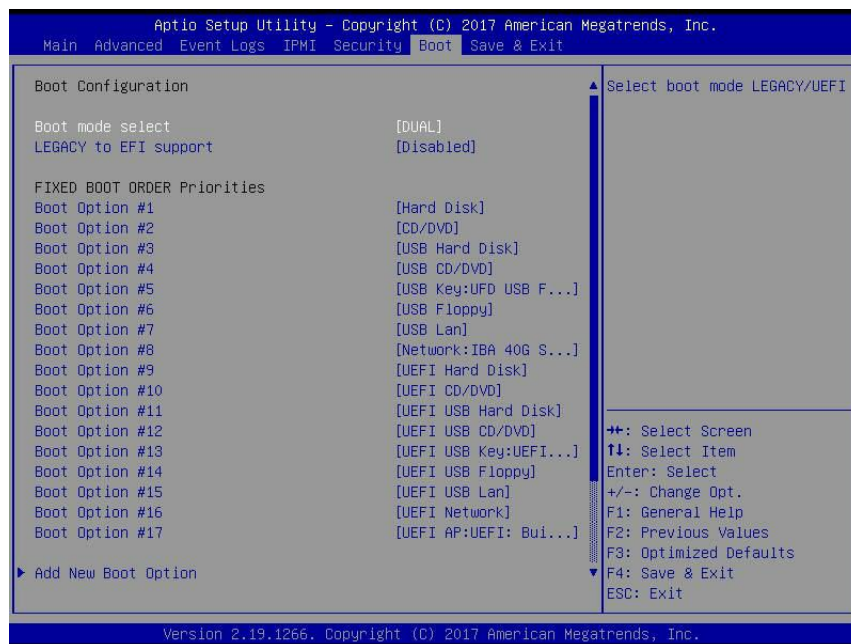 Aptio Setup Utility – Copyright (C) 2017 American Megatrends, Inc.
Main Advanced Event Logs IPMI Security Boot Save & Exit
Boot Configuration
Boot mode select [DUAL]
LEGACY to EFI support [Disabled]
FIXED BOOT ORDER Priorities
Boot Option #1 [Hard Disk]
Boot Option #2 [CD/DVD]
Boot Option #3 [USB Hard Disk]
Boot Option #4 [USB CD/DVD]
Boot Option #5 [USB Key:UFD USB F...]
Boot Option #6 [USB Floppy]
Boot Option #7 [USB Lan]
Boot Option #8 [Network:IBA 40G S...]
Boot Option #9 [UEFI Hard Disk]
Boot Option #10 [UEFI CD/DVD]
Boot Option #11 [UEFI USB Hard Disk]
Boot Option #12 [UEFI USB CD/DVD]
Boot Option #13 [UEFI USB Key:UEFI...]
Boot Option #14 [UEFI USB Floppy]
Boot Option #15 [UEFI USB Lan]
Boot Option #16 [UEFI Network]
Boot Option #17 [UEFI AP:UEFI: Bui...]
Add New Boot Option
Select boot mode LEGACY/UEFI
→←: Select Screen
↑↓: Select Item
Enter: Select
+/-: Change Opt.
F1: General Help
F2: Previous Values
F3: Optimized Defaults
F4: Save & Exit
ESC: Exit
Version 2.19.1266. Copyright (C) 2017 American Megatrends, Inc.